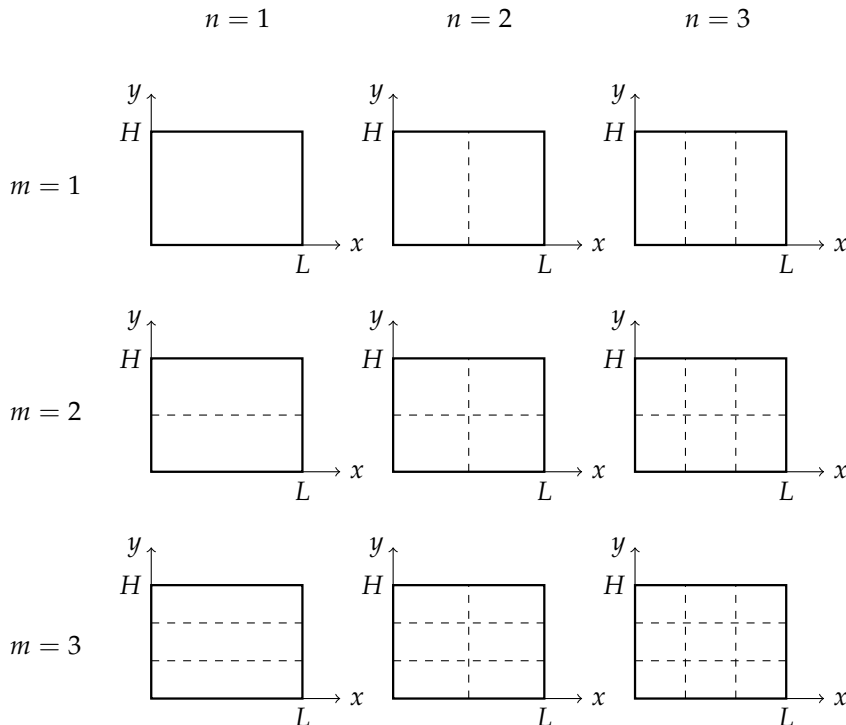 n = 1 n = 2 n = 3
y y y
H H H
m = 1
x x x
L L L
y y y
H H H
m = 2
x x x
L L L
y y y
H H H
m = 3
x x x
L L L